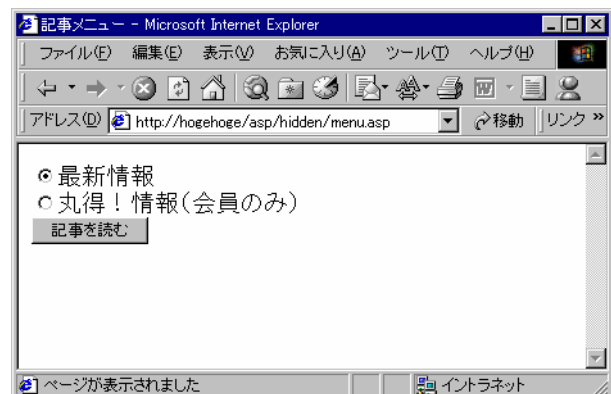 記事メニュー - Microsoft Internet Explorer
ファイル(F) 編集(E) 表示(V) お気に入り(A) ツール(T) ヘルプ(H)
アドレス(D) http://hogehoge/asp/hidden/menu.asp 移動 リンク »
最新情報
丸得！情報(会員のみ)
記事を読む
ページが表示されました イントラネット